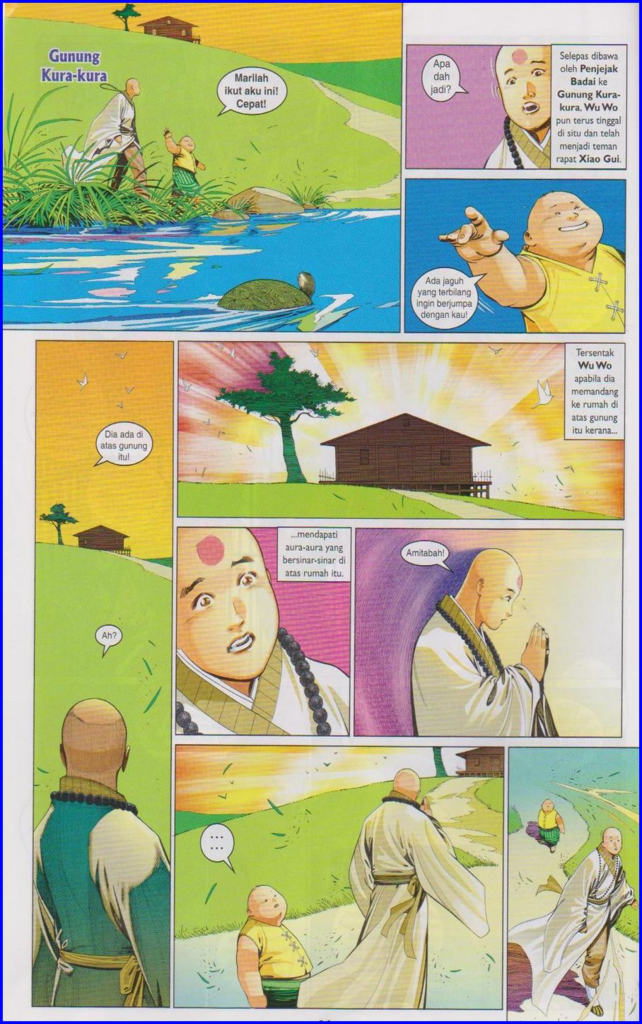 Gunung
Kura-kura
Marilah
ikut aku ini!
Cepat!
Apa
dah
jadi?
Selepas dibawa
oleh Penjejak
Badai ke
Gunung Kura-
kura, Wu Wo
pun terus tinggal
di situ dan telah
menjadi teman
rapat Xiao Gui.
Ada jaguh
yang terbilang
ingin berjumpa
dengan kau!
Dia ada di
atas gunung
itu!
Ah?
Tersentak
Wu Wo
apabila dia
memandang
ke rumah di
atas gunung
itu kerana...
...mendapati
aura-aura yang
bersinar-sinar di
atas rumah itu.
Amitabah!
...
...